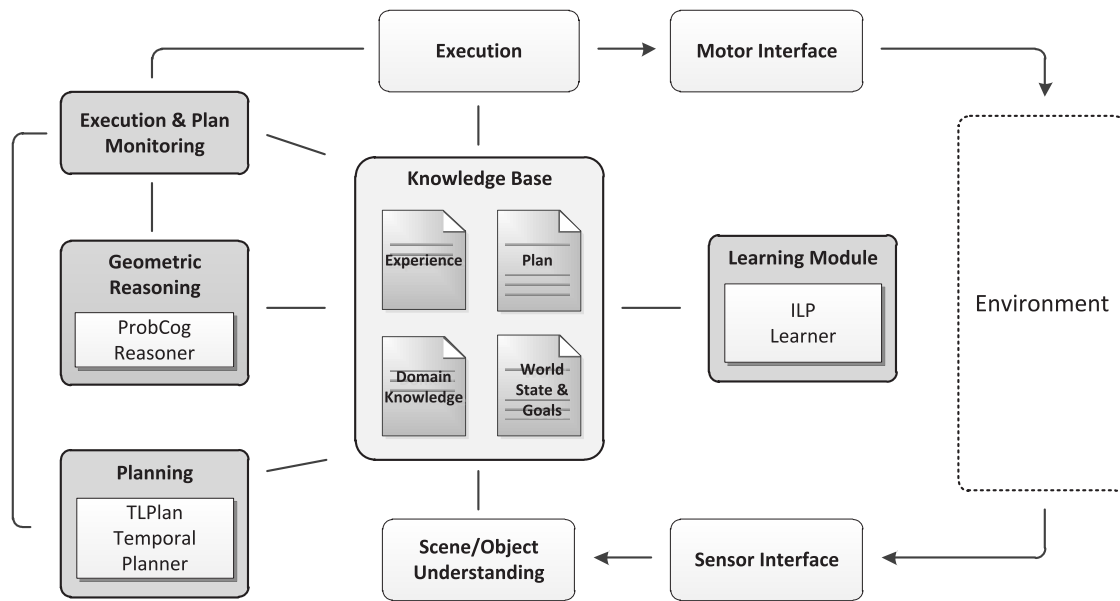 Execution
Motor Interface
Execution & Plan
Monitoring
Knowledge Base
Experience
Plan
Domain
Knowledge
World
State &
Goals
Geometric
Reasoning
ProbCog
Reasoner
Learning Module
ILP
Learner
Environment
Planning
TLPlan
Temporal
Planner
Scene/Object
Understanding
Sensor Interface